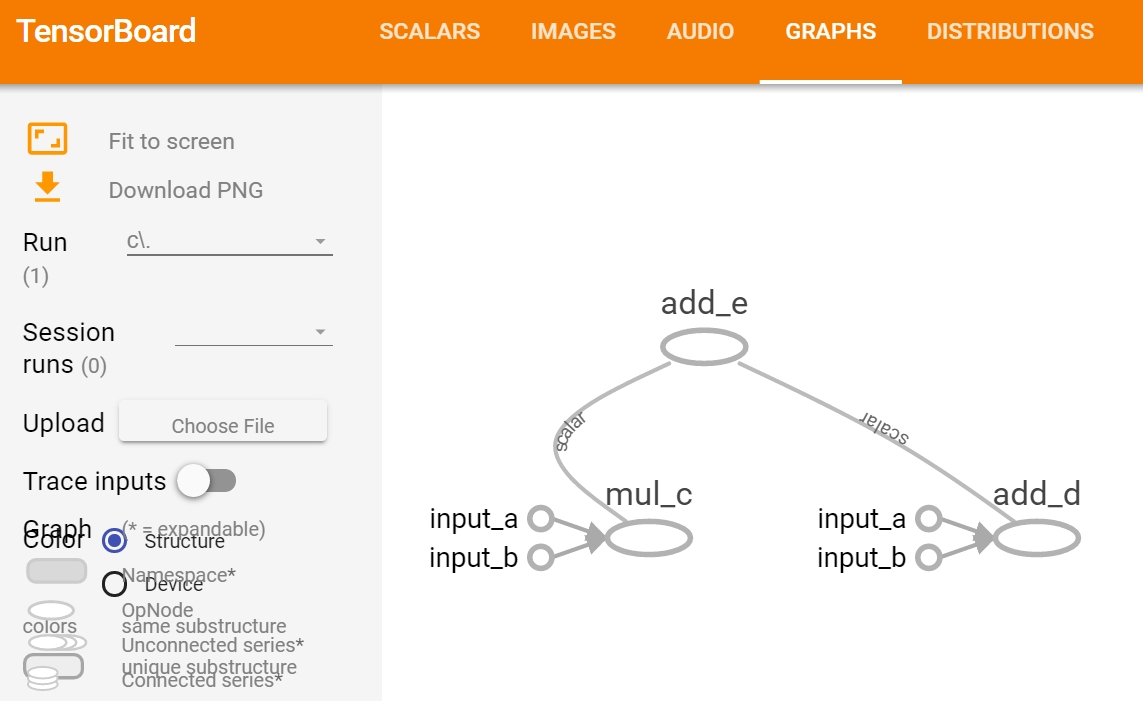 TensorBoard
SCALARS IMAGES AUDIO GRAPHS DISTRIBUTIONS
Fit to screen
Download PNG
Run c\.
(1)
Session
runs (0)
Upload Choose File
Trace inputs
Graph (* = expandable)
Color Structure
Namespace*
Device
OpNode
colors same substructure
Unconnected series*
unique substructure
Connected series*
add_e
scalar scalar
mul_c add_d
input_a input_a
input_b input_b